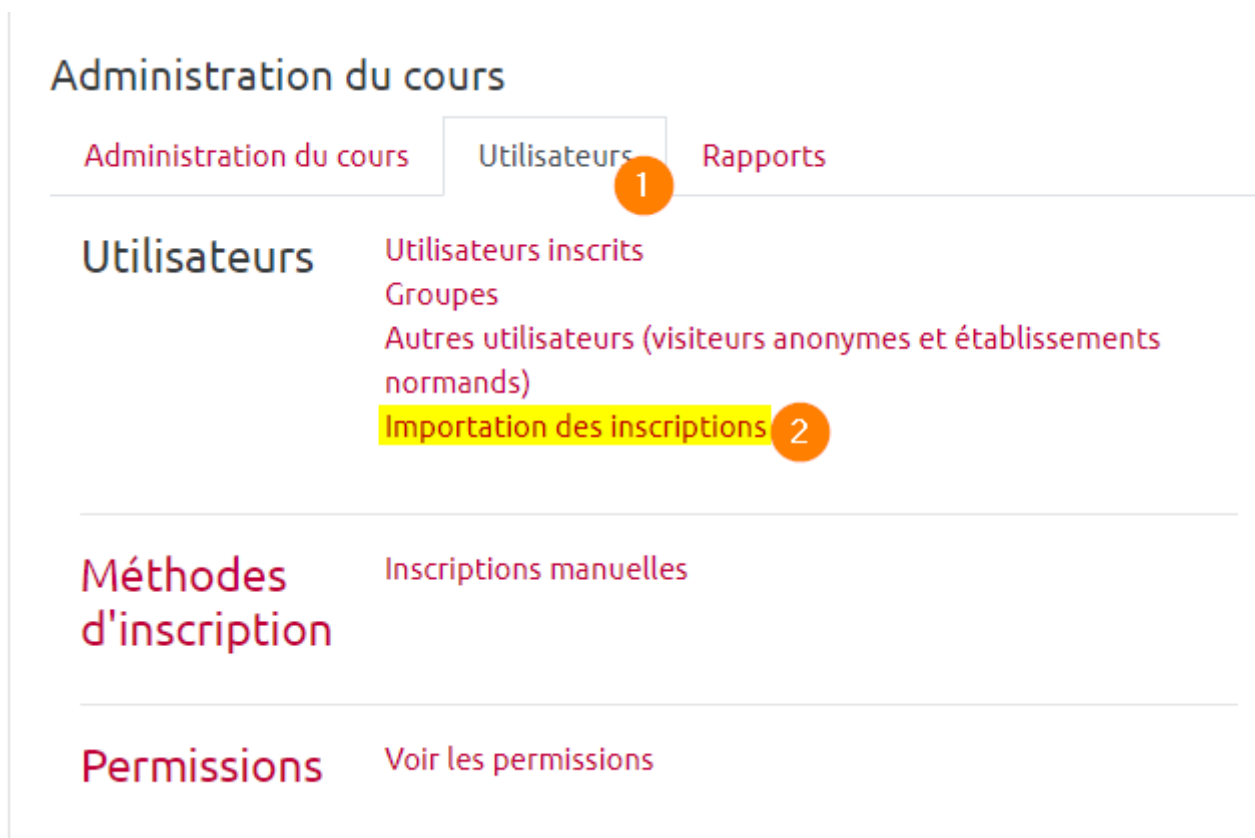 Administration du cours
Administration du cours Utilisateurs Rapports
1
Utilisateurs
Utilisateurs inscrits
Groupes
Autres utilisateurs (visiteurs anonymes et établissements
normands)
Importation des inscriptions 2
Méthodes
d'inscription
Inscriptions manuelles
Permissions
Voir les permissions